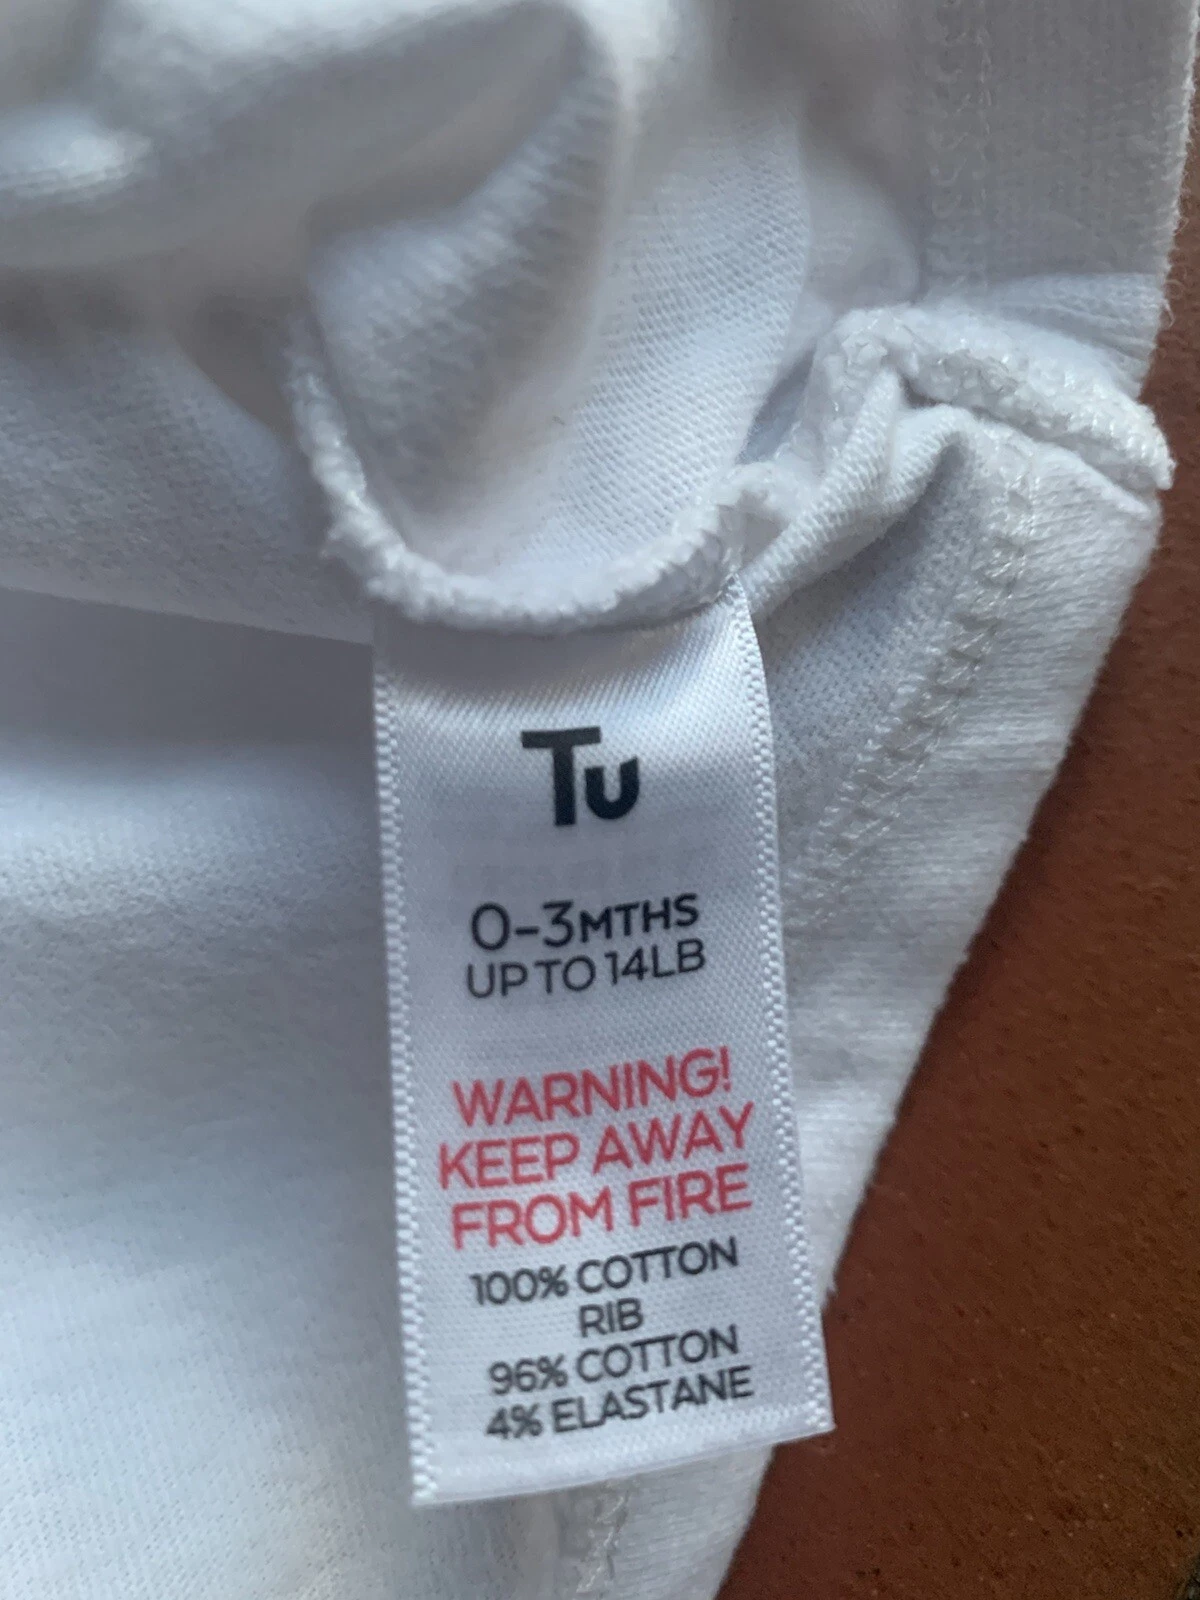 Tu
0-3MTHS
UP TO 14LB
WARNING!
KEEP AWAY
FROM FIRE
100% COTTON
RIB
96% COTTON
4% ELASTANE